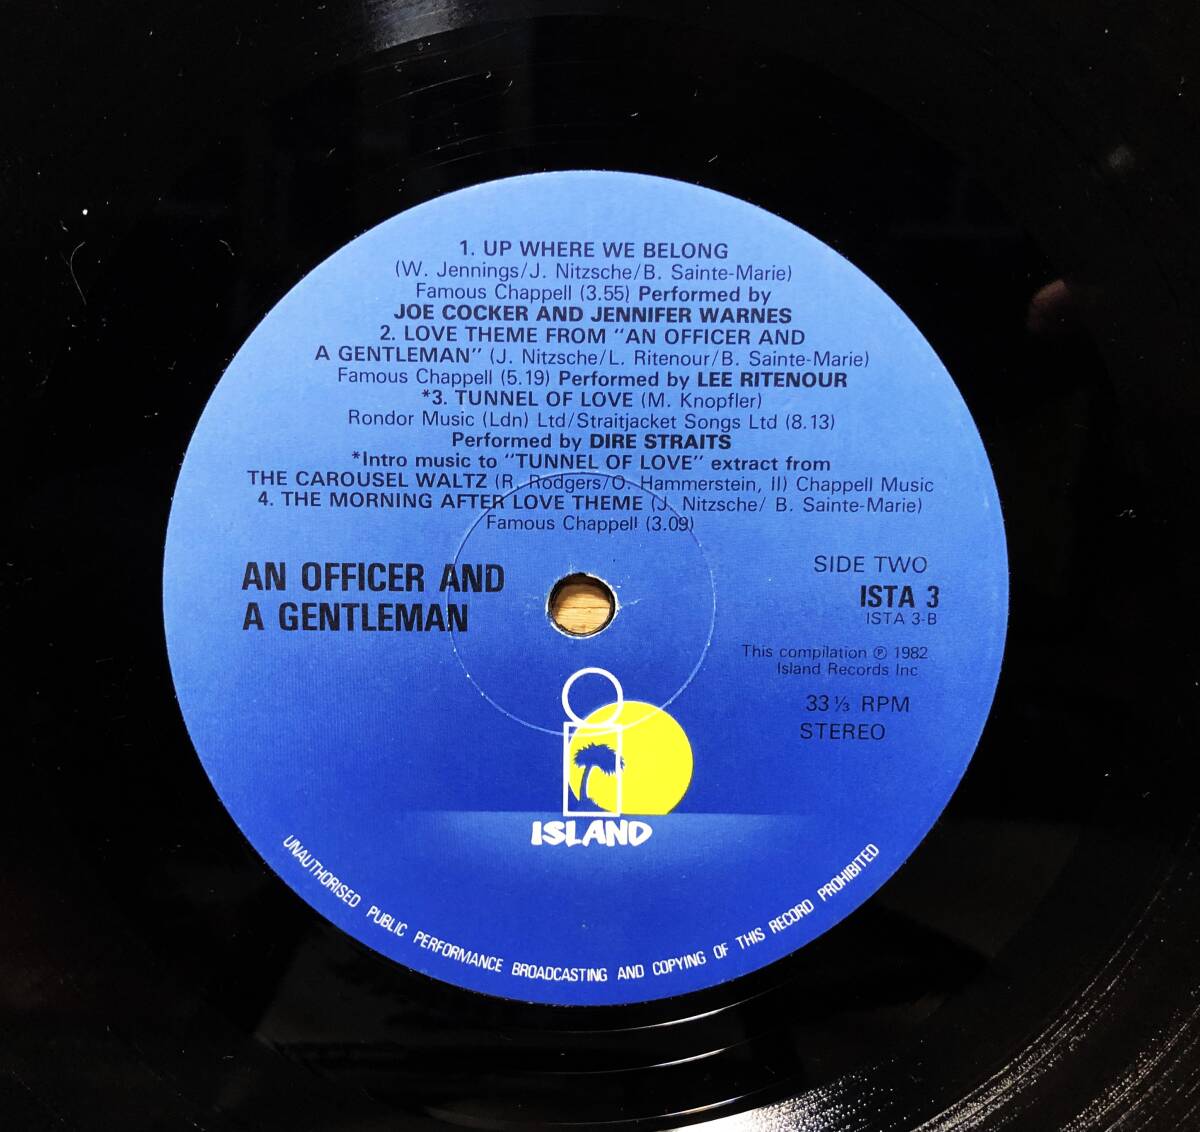 1. UP WHERE WE BELONG
(W. Jennings/J. Nitzsche/B. Sainte-Marie)
Famous Chappell (3.55) Performed by
JOE COCKER AND JENNIFER WARNES
2. LOVE THEME FROM "AN OFFICER AND
A GENTLEMAN" (J. Nitzsche/L. Ritenour/B. Sainte-Marie)
Famous Chappell (5.19) Performed by LEE RITENOUR
*3. TUNNEL OF LOVE (M. Knopfler)
Rondor Music (Ldn) Ltd/Straitjacket Songs Ltd (8.13)
Performed by DIRE STRAITS
*Intro music to "TUNNEL OF LOVE" extract from
THE CAROUSEL WALTZ (R. Rodgers/O. Hammerstein, II) Chappell Music
4. THE MORNING AFTER LOVE THEME (J. Nitzsche/ B. Sainte-Marie)
Famous Chappell (3.09)
AN OFFICER AND
A GENTLEMAN
SIDE TWO
ISTA 3
ISTA 3-B
This compilation ℗ 1982
Island Records Inc
33 ⅓ RPM
STEREO
ISLAND
UNAUTHORISED PUBLIC PERFORMANCE BROADCASTING AND COPYING OF THIS RECORD PROHIBITED